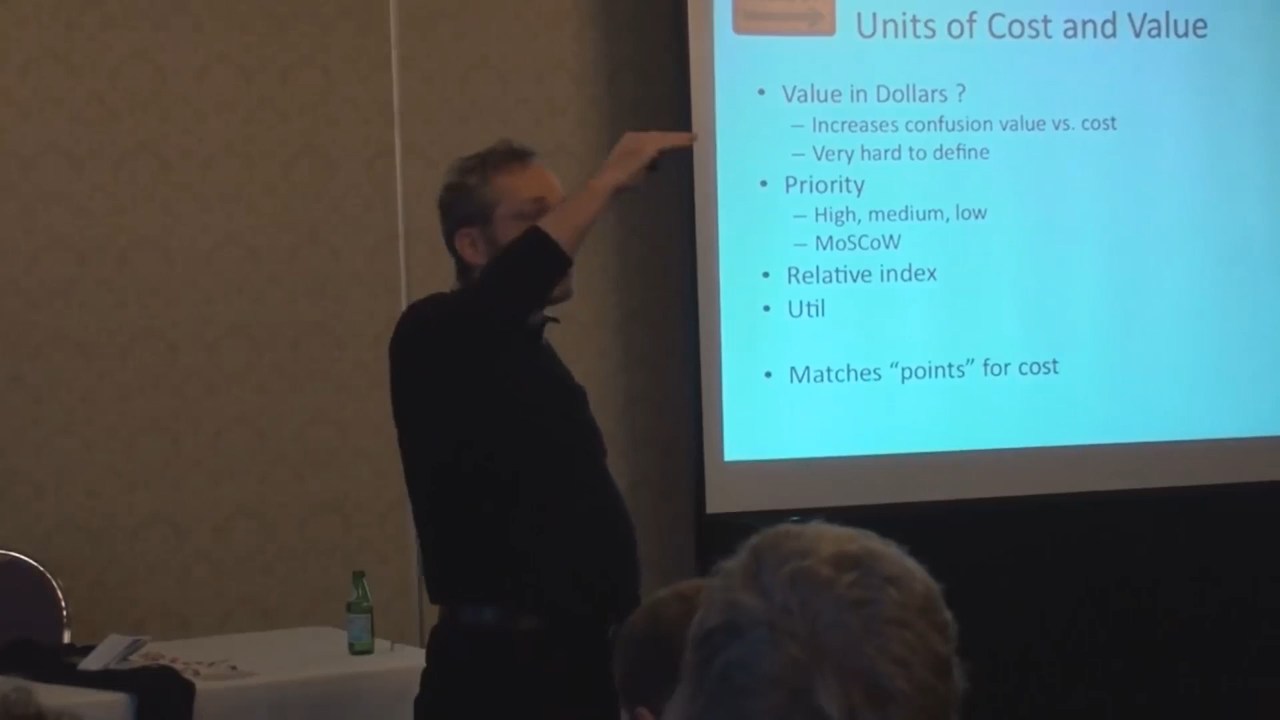 Units of Cost and Value
• Value in Dollars ?
– Increases confusion value vs. cost
– Very hard to define
• Priority
– High, medium, low
– MoSCoW
• Relative index
• Util
• Matches “points” for cost